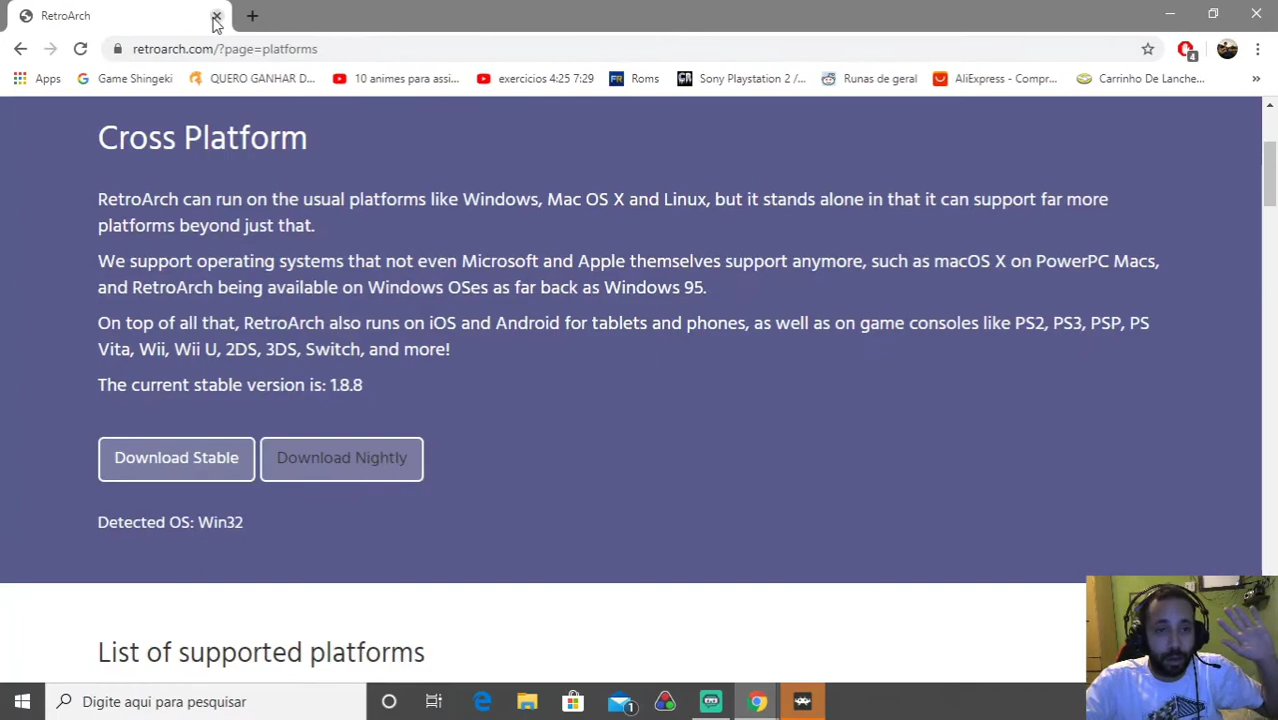 RetroArch
retroarch.com/?page=platforms
4
Apps
Game Shingeki
QUERO GANHAR D...
10 animes para assi...
exercicios 4:25 7:29
FR
Roms
Sony Playstation 2 /...
Runas de geral
AliExpress - Compr...
Carrinho De Lanche...
»
Cross Platform
RetroArch can run on the usual platforms like Windows, Mac OS X and Linux, but it stands alone in that it can support far more
platforms beyond just that.
We support operating systems that not even Microsoft and Apple themselves support anymore, such as macOS X on PowerPC Macs,
and RetroArch being available on Windows OSes as far back as Windows 95.
On top of all that, RetroArch also runs on iOS and Android for tablets and phones, as well as on game consoles like PS2, PS3, PSP, PS
Vita, Wii, Wii U, 2DS, 3DS, Switch, and more!
The current stable version is: 1.8.8
Download Stable
Download Nightly
Detected OS: Win32
List of supported platforms
Digite aqui para pesquisar
1